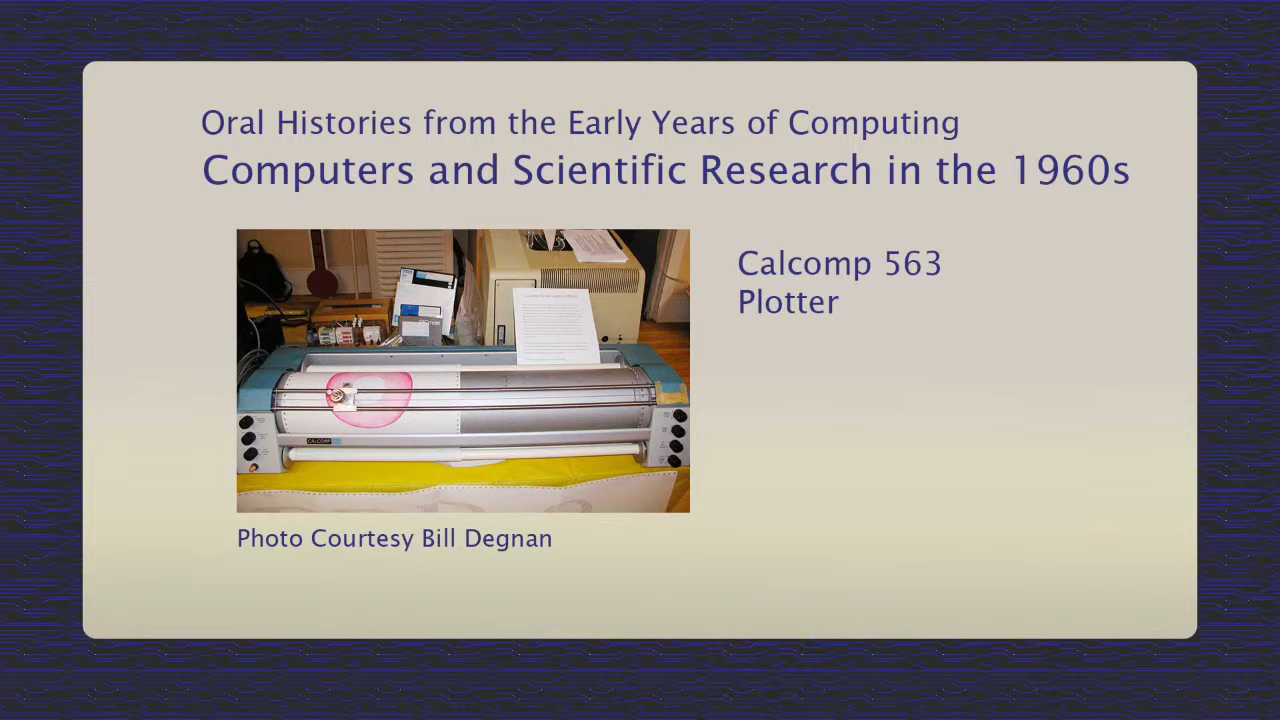 Oral Histories from the Early Years of Computing
Computers and Scientific Research in the 1960s
Calcomp 563
Plotter
CALCOMP
Photo Courtesy Bill Degnan